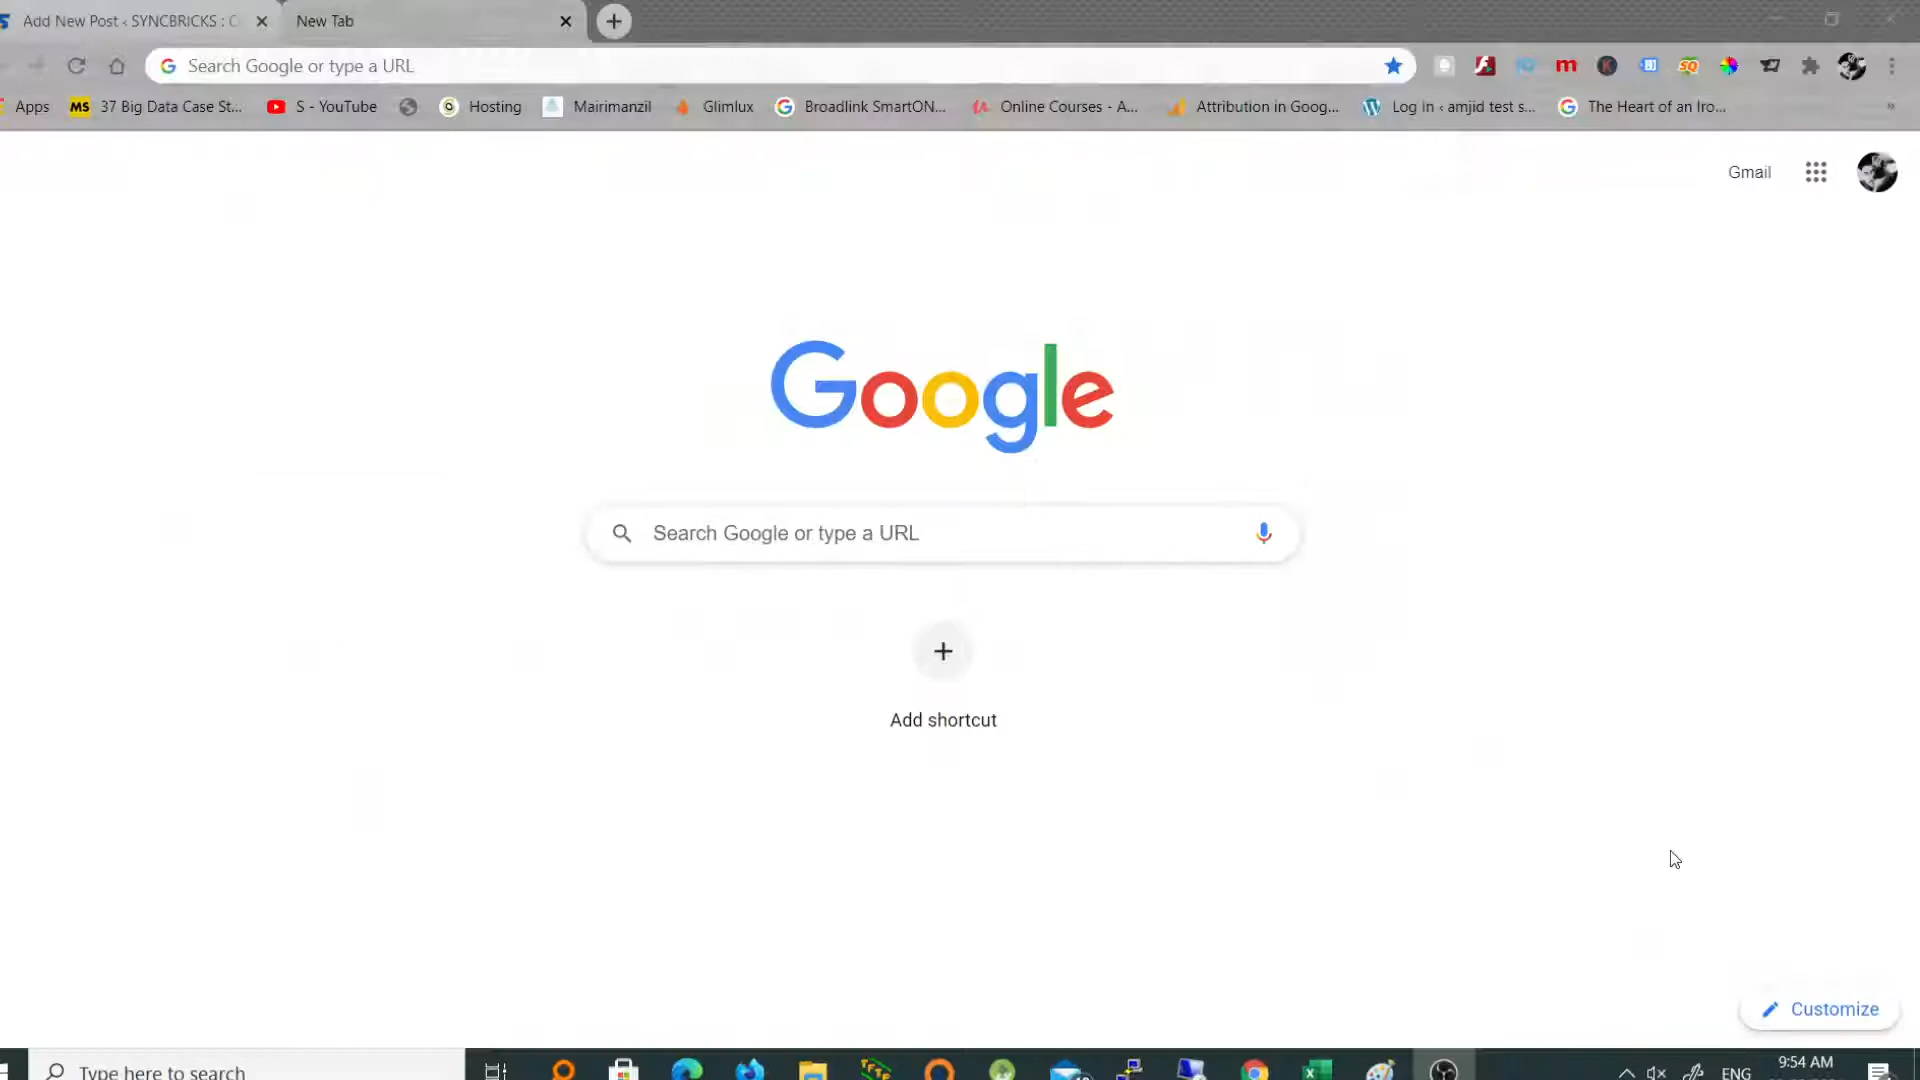 Add New Post ‹ SYNCBRICKS : C
New Tab
Search Google or type a URL
Apps
MS 37 Big Data Case St...
S - YouTube
Hosting
Mairimanzil
Glimlux
Broadlink SmartON...
Online Courses - A...
Attribution in Goog...
Log in ‹ amjid test s...
The Heart of an Iro...
»
Gmail
Google
Search Google or type a URL
Add shortcut
Customize
Type here to search
ENG
9:54 AM